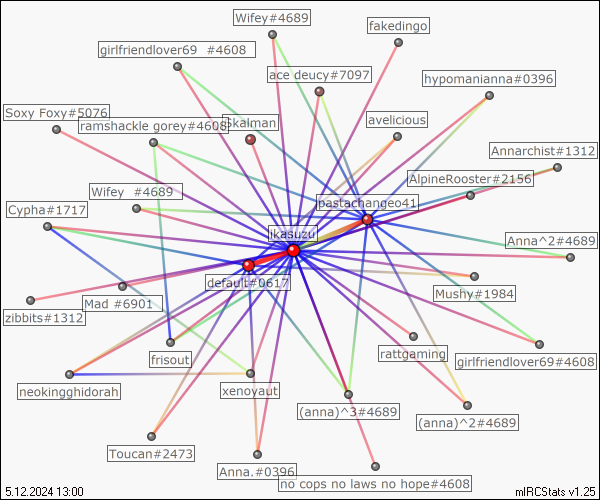 Wifey#4689
fakedingo
girlfriendlover69 #4608
ace deucy#7097
hypomanianna#0396
Soxy Foxy#5076
ramshackle gorey#4608
Skalman
avelicious
Annarchist#1312
AlpineRooster#2156
Wifey #4689
pastachangeo41
Cypha#1717
jkasuzu
Anna^2#4689
default#0617
Mushy#1984
Mad #6901
zibbits#1312
frisout
rattgaming
girlfriendlover69#4608
neokingghidorah
xenoyaut
(anna)^3#4689
(anna)^2#4689
Toucan#2473
Anna.#0396
no cops no laws no hope#4608
5.12.2024 13:00
mIRCStats v1.25